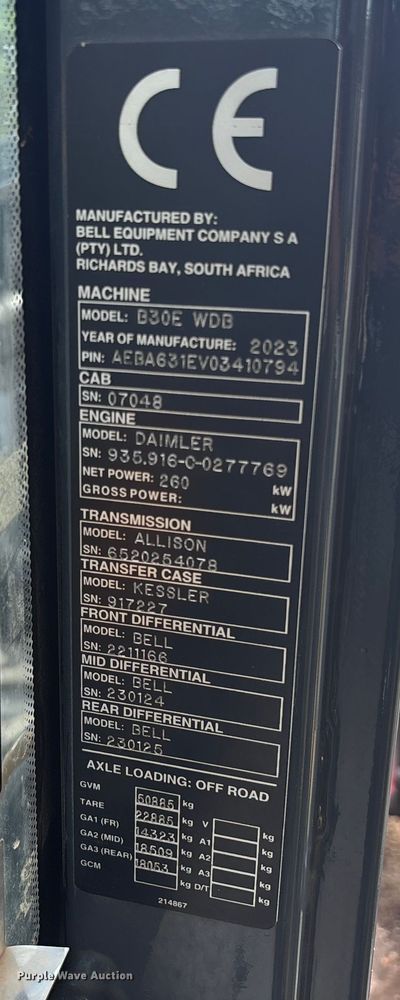 CE
MANUFACTURED BY:
BELL EQUIPMENT COMPANY S A
(PTY) LTD.
RICHARDS BAY, SOUTH AFRICA
MACHINE
MODEL: B30E WDB
YEAR OF MANUFACTURE: 2023
PIN: AEBA631EV03410794
CAB
SN: 07048
ENGINE
MODEL: DAIMLER
SN: 935.916-C-0277769
NET POWER: 260 kW
GROSS POWER: kW
TRANSMISSION
MODEL: ALLISON
SN: 6520254078
TRANSFER CASE
MODEL: KESSLER
SN: 917227
FRONT DIFFERENTIAL
MODEL: BELL
SN: 2211166
MID DIFFERENTIAL
MODEL: BELL
SN: 230124
REAR DIFFERENTIAL
MODEL: BELL
SN: 230125
AXLE LOADING: OFF ROAD
GVM 50885 kg V kg
TARE 22885 kg A1 kg
GA1 (FR) 14323 kg A2 kg
GA2 (MID) 18509 kg A3 kg
GA3 (REAR) 18053 kg D/T kg
GCM
214867
Purple Wave Auction